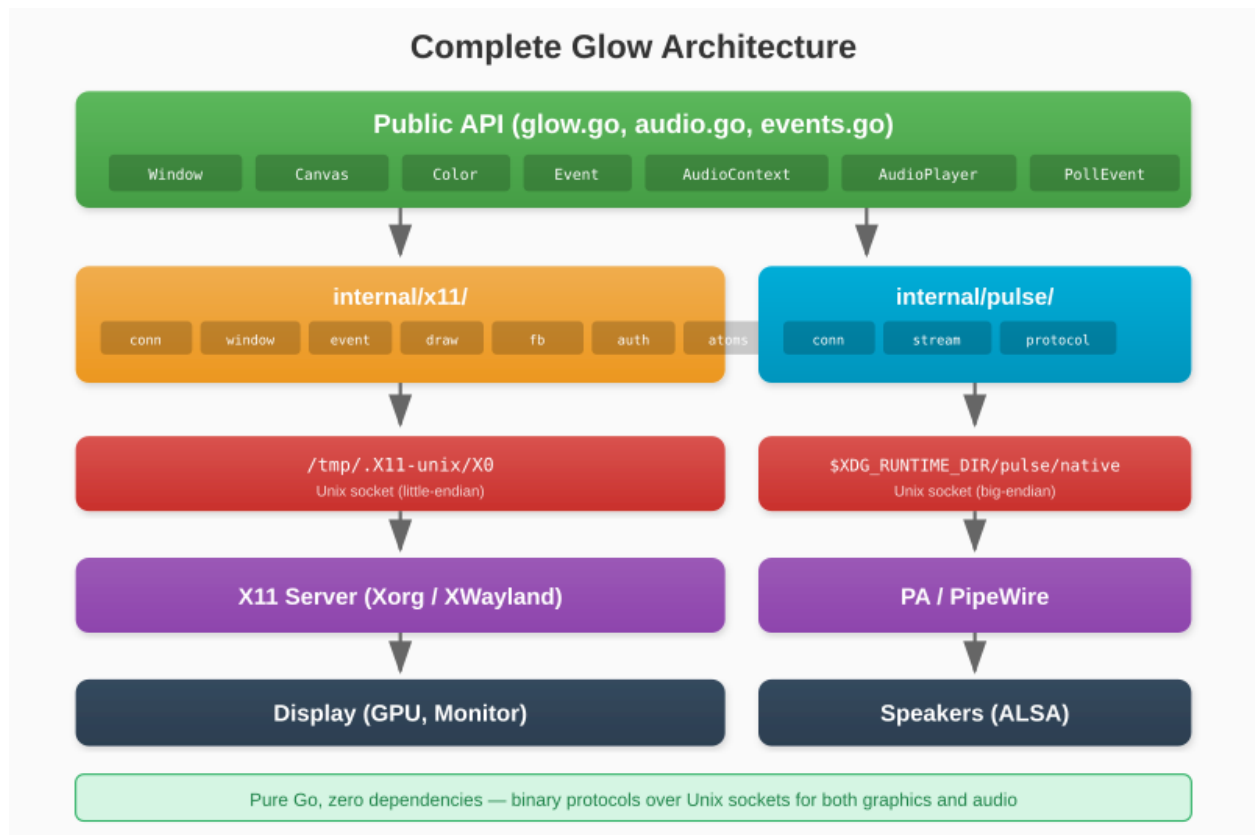 Complete Glow Architecture
Public API (glow.go, audio.go, events.go)
Window Canvas Color Event AudioContext AudioPlayer PollEvent
internal/x11/
conn window event draw fb auth atoms
internal/pulse/
conn stream protocol
/tmp/.X11-unix/X0
Unix socket (little-endian)
$XDG_RUNTIME_DIR/pulse/native
Unix socket (big-endian)
X11 Server (Xorg / XWayland)
PA / PipeWire
Display (GPU, Monitor)
Speakers (ALSA)
Pure Go, zero dependencies — binary protocols over Unix sockets for both graphics and audio